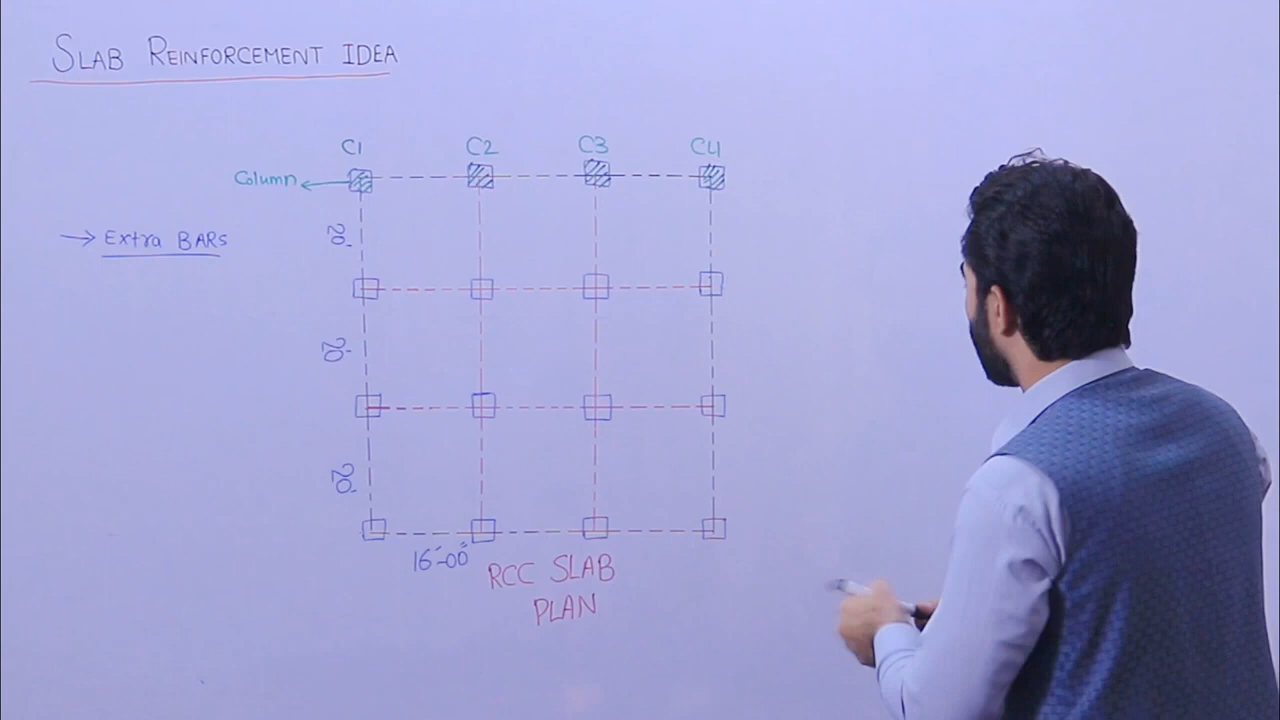 SLAB REINFORCEMENT IDEA
C1 C2 C3 C4
Column
20'
→ Extra BARs
20'
20'
16'-00"
RCC SLAB
PLAN